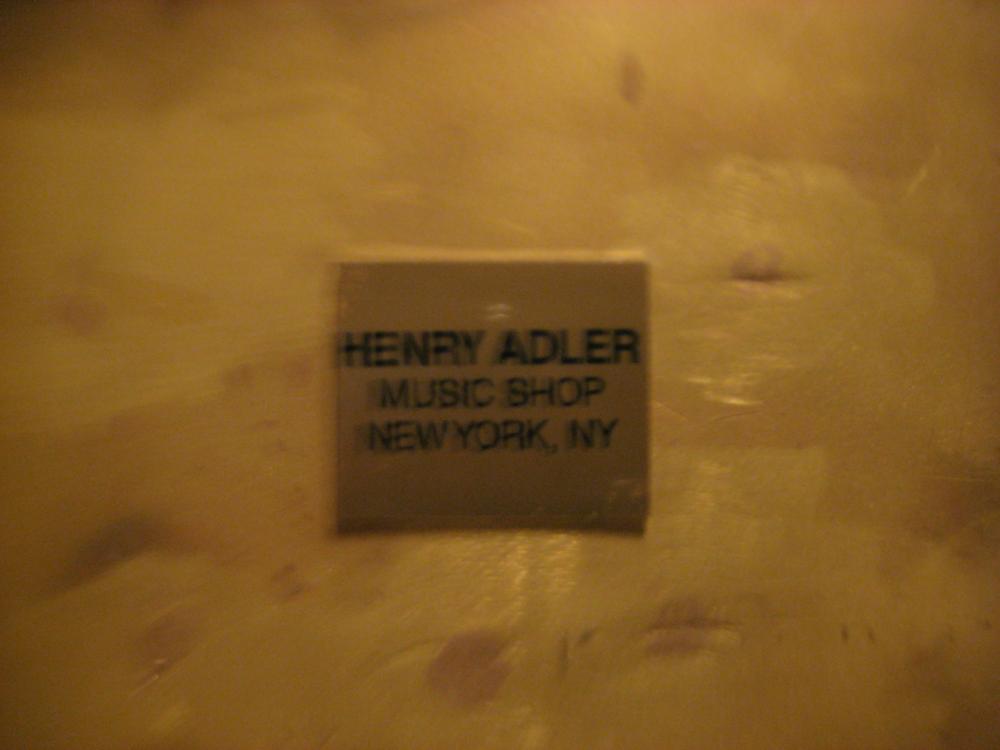 HENRY ADLER
MUSIC SHOP
NEW YORK, NY